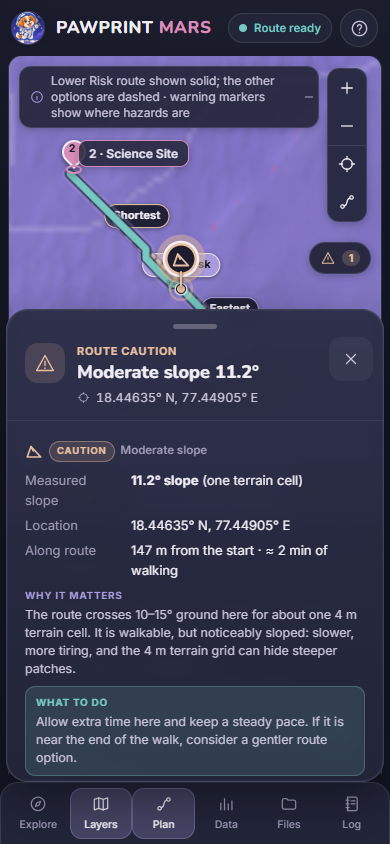 PAWPRINT MARS
Route ready
Lower Risk route shown solid; the other
options are dashed · warning markers
show where hazards are
2
2 · Science Site
Shortest
sk
1
Fastest
ROUTE CAUTION
Moderate slope 11.2°
18.44635° N, 77.44905° E
CAUTION Moderate slope
Measured slope 11.2° slope (one terrain cell)
Location 18.44635° N, 77.44905° E
Along route 147 m from the start · ≈ 2 min of
walking
WHY IT MATTERS
The route crosses 10–15° ground here for about one 4 m
terrain cell. It is walkable, but noticeably sloped: slower,
more tiring, and the 4 m terrain grid can hide steeper
patches.
WHAT TO DO
Allow extra time here and keep a steady pace. If it is
near the end of the walk, consider a gentler route
option.
Explore Layers Plan Data Files Log